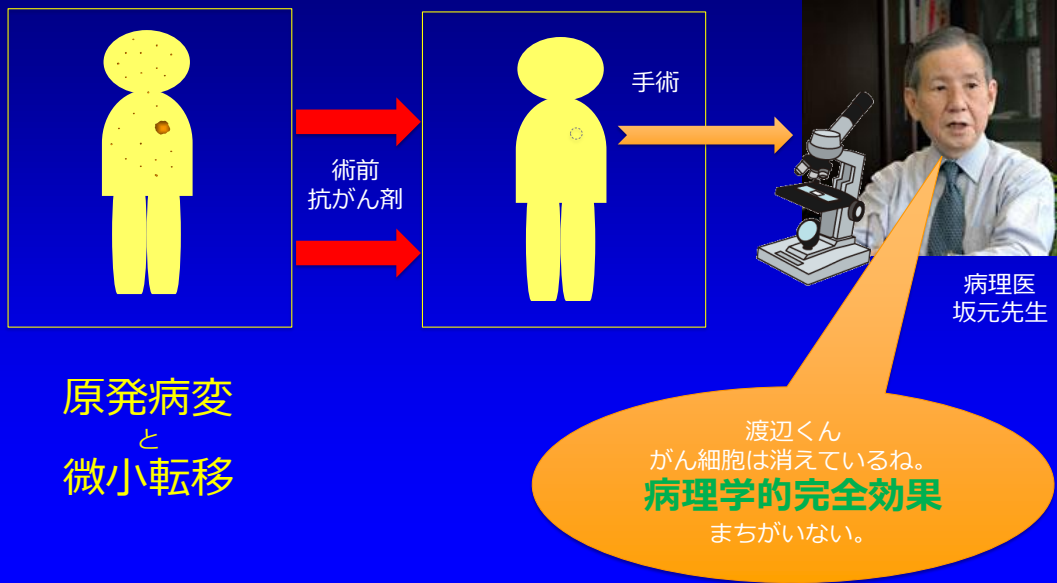 手術
術前
抗がん剤
病理医
坂元先生
原発病変
と
微小転移
渡辺くん
がん細胞は消えているね。
病理学的完全効果
まちがいない。